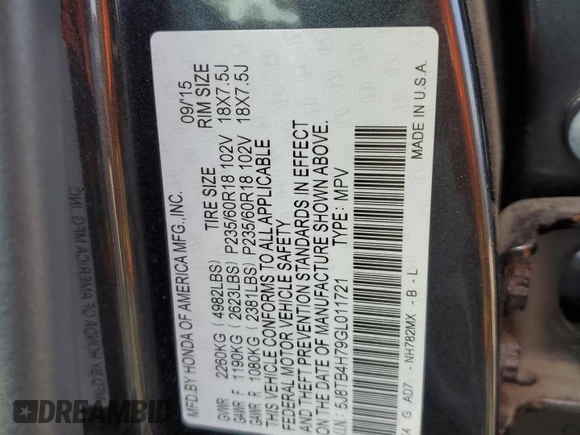 MFD.BY HONDA OF AMERICA MFG.,INC. 09/15
TIRE SIZE RIM SIZE
GVWR 2260KG (4982LBS) P235/60R18 102V 18X7.5J
GAWR F 1190KG (2623LBS) P235/60R18 102V 18X7.5J
GAWR R 1080KG (2381LBS)
THIS VEHICLE CONFORMS TO ALL APPLICABLE
FEDERAL MOTOR VEHICLE SAFETY
AND THEFT PREVENTION STANDARDS IN EFFECT
ON THE DATE OF MANUFACTURE SHOWN ABOVE.
5J8TB4H79GL011721 TYPE: MPV
G AD7 - NH782MX - B - L MADE IN U.S.A.
DREAMERIFY